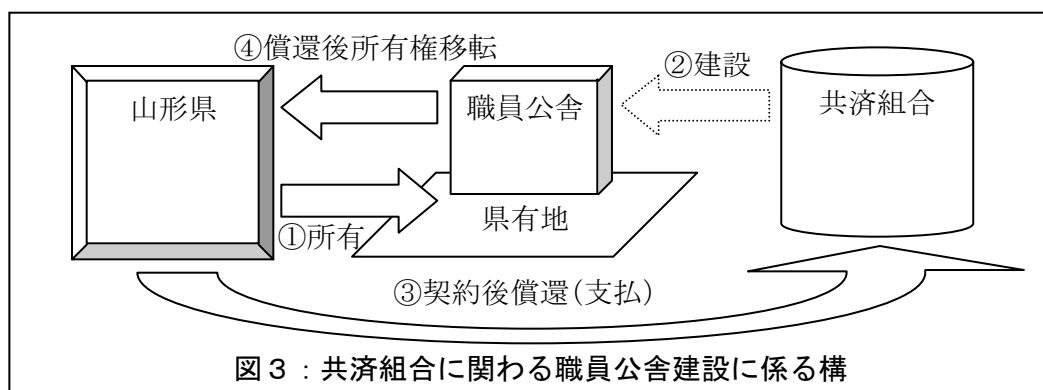 ④償還後所有権移転
②建設
山形県
職員公舎
共済組合
県有地
①所有
③契約後償還(支払)
図3:共済組合に関わる職員公舎建設に係る構